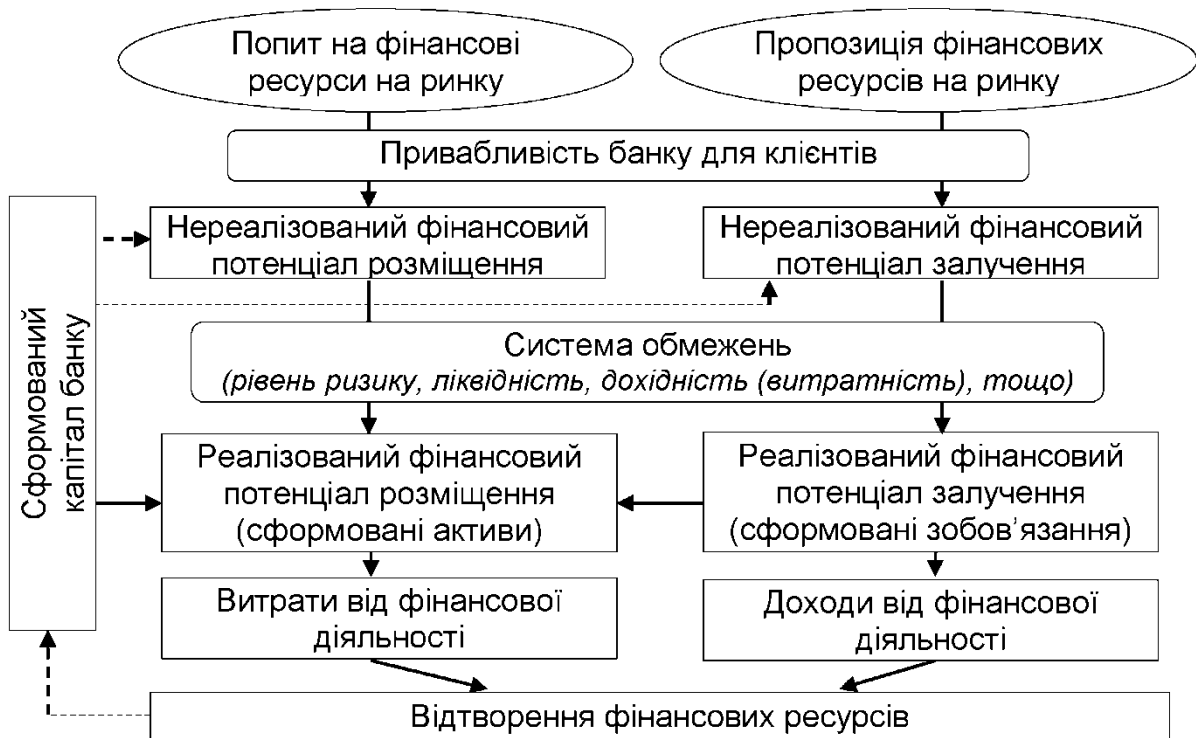 Попит на фінансові
ресурси на ринку
Пропозиція фінансових
ресурсів на ринку
Привабливість банку для клієнтів
Сформований
капітал банку
Нереалізований фінансовий
потенціал розміщення
Нереалізований фінансовий
потенціал залучення
Система обмежень
(рівень ризику, ліквідність, дохідність (витратність), тощо)
Реалізований фінансовий
потенціал розміщення
(сформовані активи)
Реалізований фінансовий
потенціал залучення
(сформовані зобов’язання)
Витрати від фінансової
діяльності
Доходи від фінансової
діяльності
Відтворення фінансових ресурсів